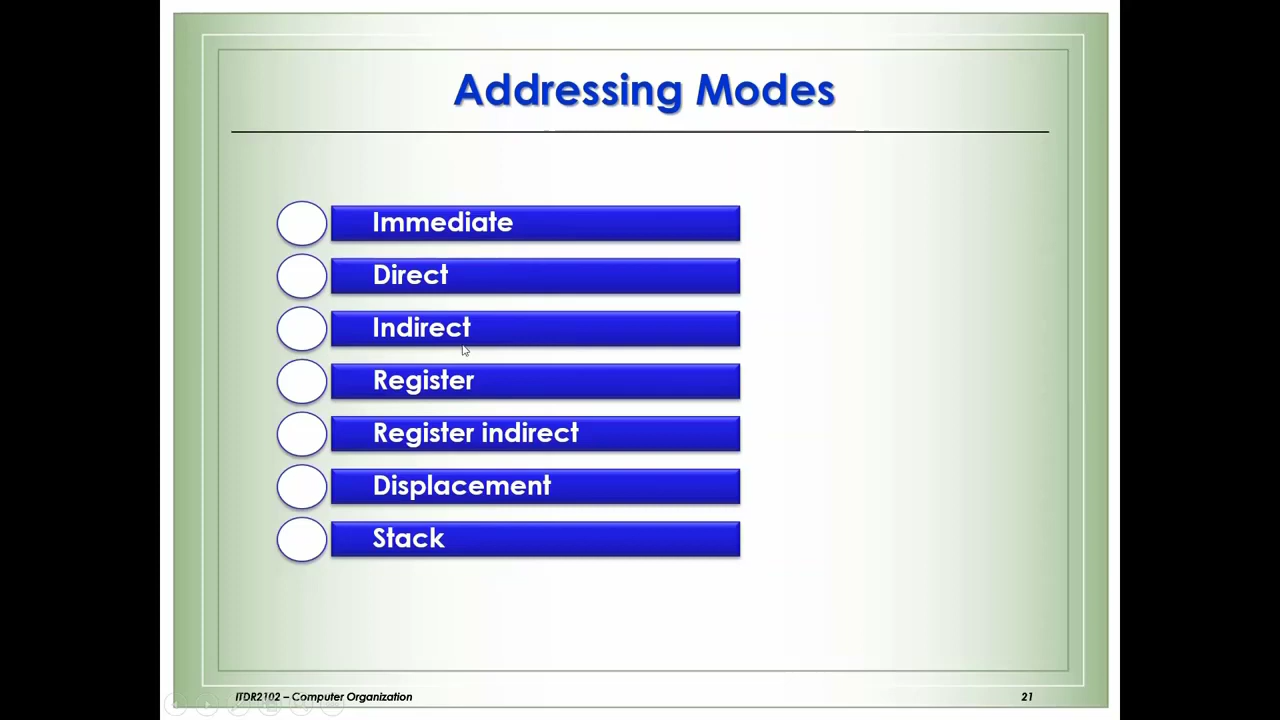 Addressing Modes
Immediate
Direct
Indirect
Register
Register indirect
Displacement
Stack
ITDR2102 – Computer Organization
21